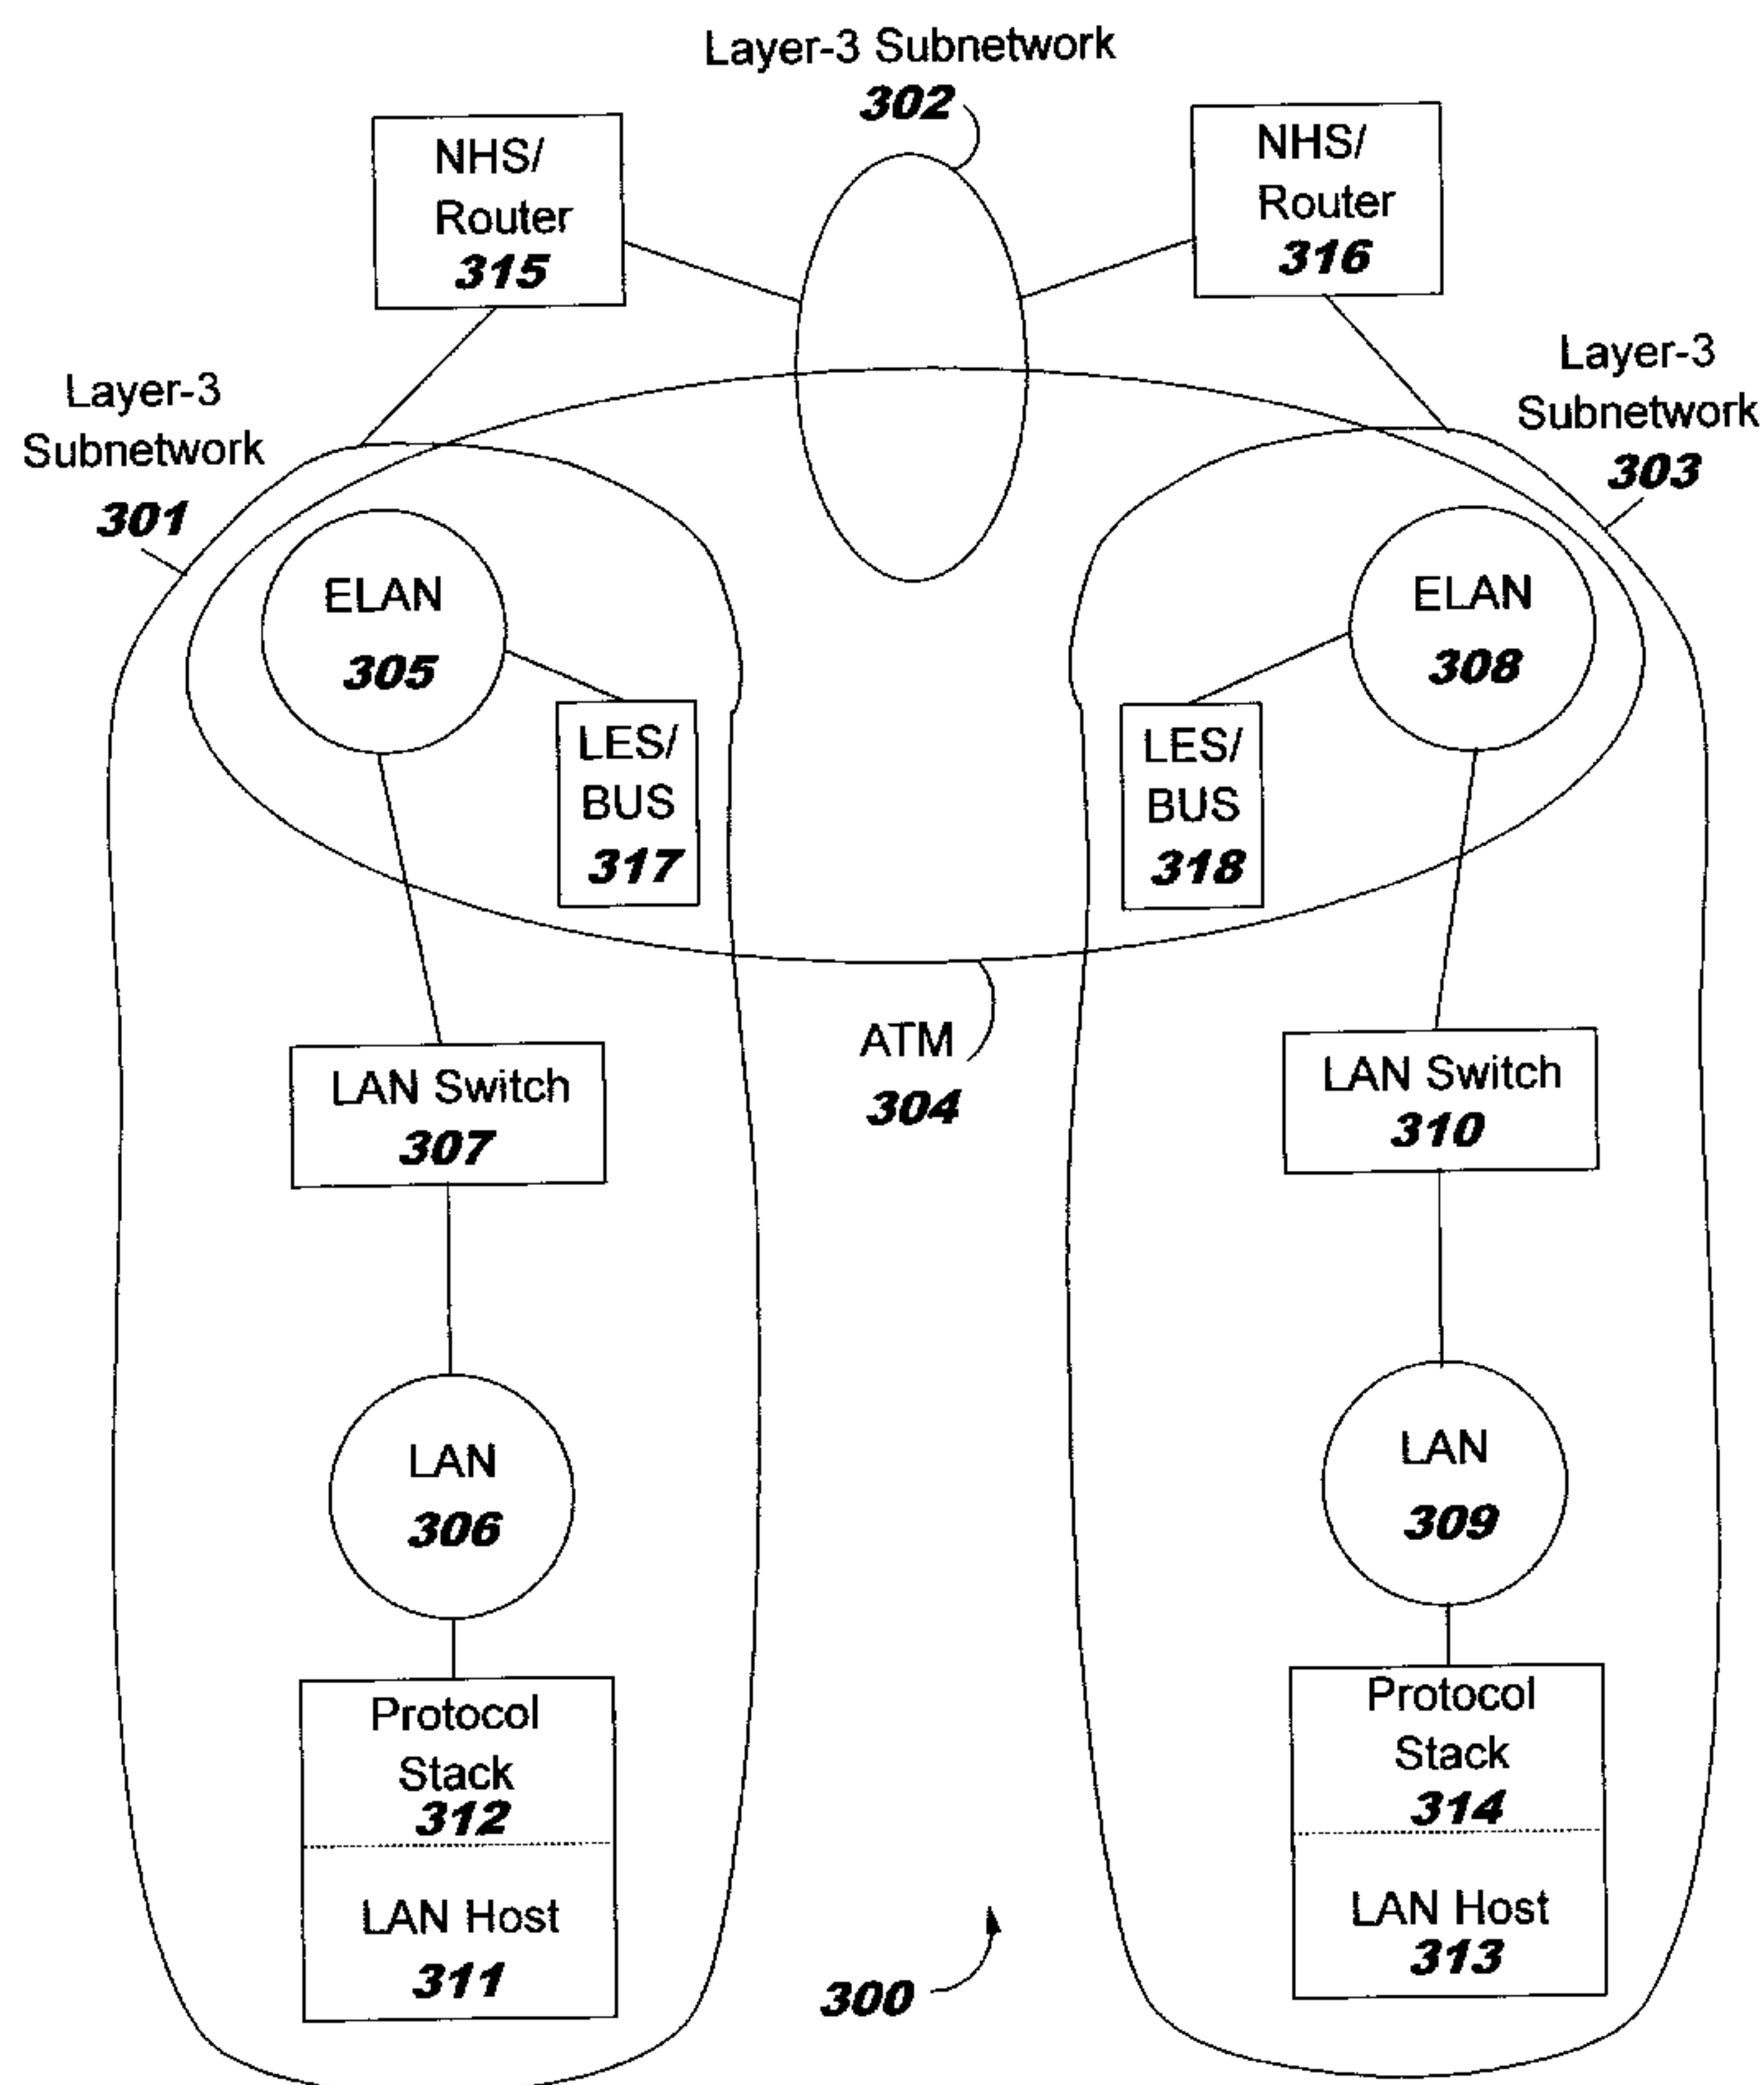 Layer-3 Subnetwork
302
NHS/
Router
315
NHS/
Router
316
Layer-3
Subnetwork
301
Layer-3
Subnetwork
303
ELAN
305
ELAN
308
LES/
BUS
317
LES/
BUS
318
ATM
304
LAN Switch
307
LAN Switch
310
LAN
306
LAN
309
Protocol
Stack
312
LAN Host
311
Protocol
Stack
314
LAN Host
313
300